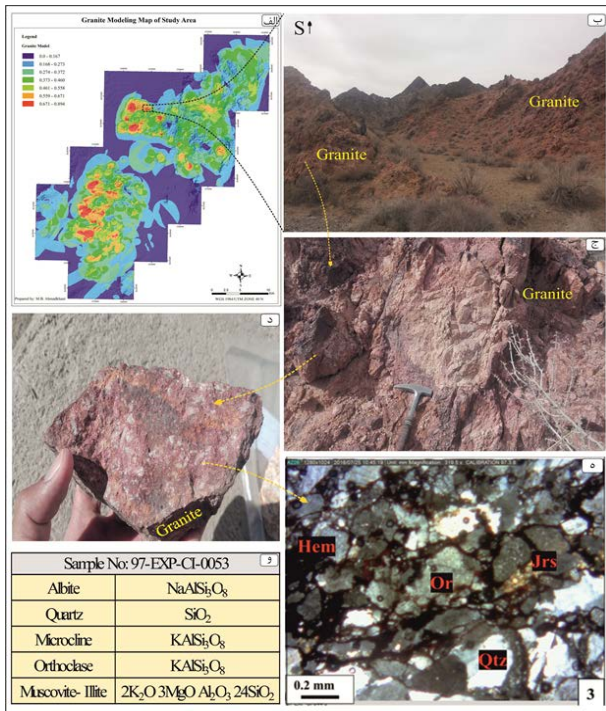 Granite Modeling Map of Study Area
الف
Legend
Granite Model
0.0 - 0.167
0.168 - 0.273
0.274 - 0.372
0.373 - 0.460
0.461 - 0.558
0.559 - 0.671
0.673 - 0.894
ب
S
Granite
Granite
ج
Granite
د
Granite
ه
Hem
Or
Jrs
Qtz
0.2 mm
3
و
Sample No: 97-EXP-CI-0053
Albite NaAlSi₃O₈
Quartz SiO₂
Microcline KAlSi₃O₈
Orthoclase KAlSi₃O₈
Muscovite- Illite 2K₂O 3MgO Al₂O₃ 24SiO₂